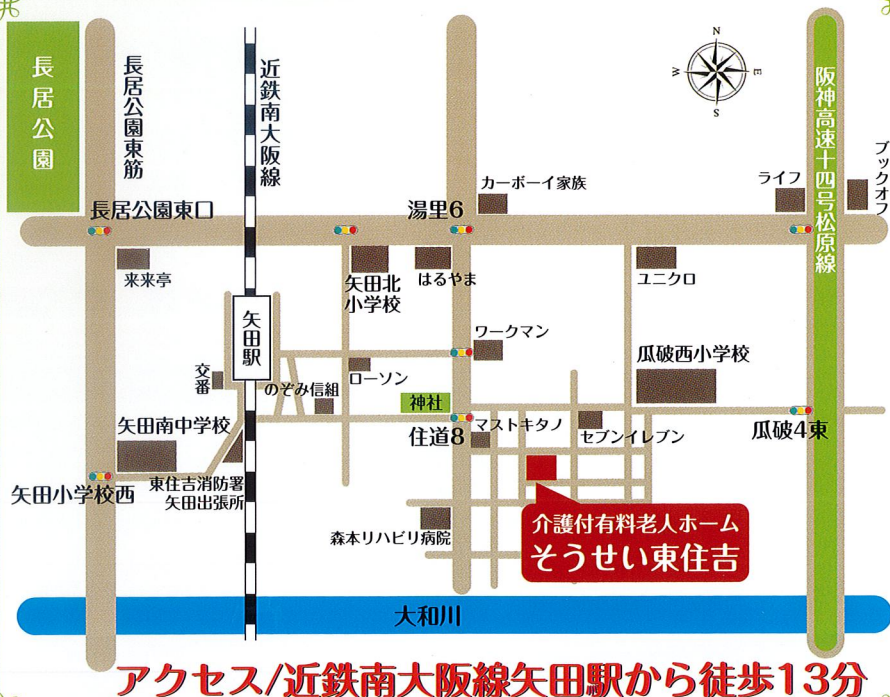 長居公園
長居公園東筋
近鉄南大阪線
N
W
E
S
阪神高速十四号松原線
ブックオフ
ライフ
カーボーイ家族
長居公園東口
湯里6
来来亭
矢田北
小学校
はるやま
ユニクロ
矢田駅
ワークマン
瓜破西小学校
交番
のぞみ信組
ローソン
神社
矢田南中学校
住道8
マストキタノ
セブンイレブン
瓜破4東
矢田小学校西
東住吉消防署
矢田出張所
森本リハビリ病院
介護付有料老人ホーム
そうせい東住吉
大和川
アクセス/近鉄南大阪線矢田駅から徒歩13分